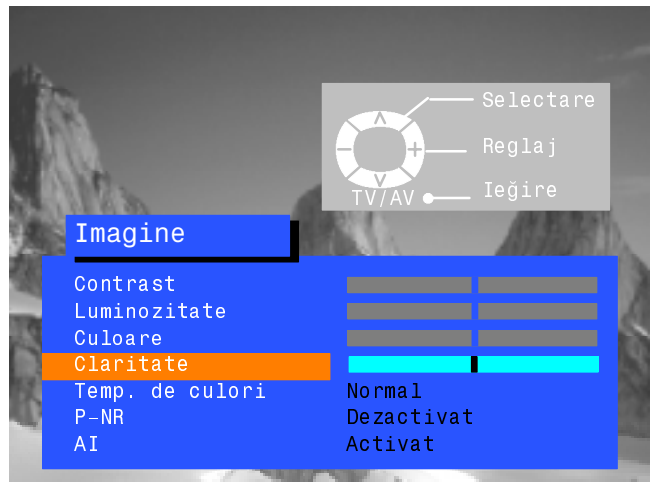 Selectare
Reglaj
TV/AV Ieğire
Imagine
Contrast
Luminozitate
Culoare
Claritate
Temp. de culori Normal
P-NR Dezactivat
AI Activat